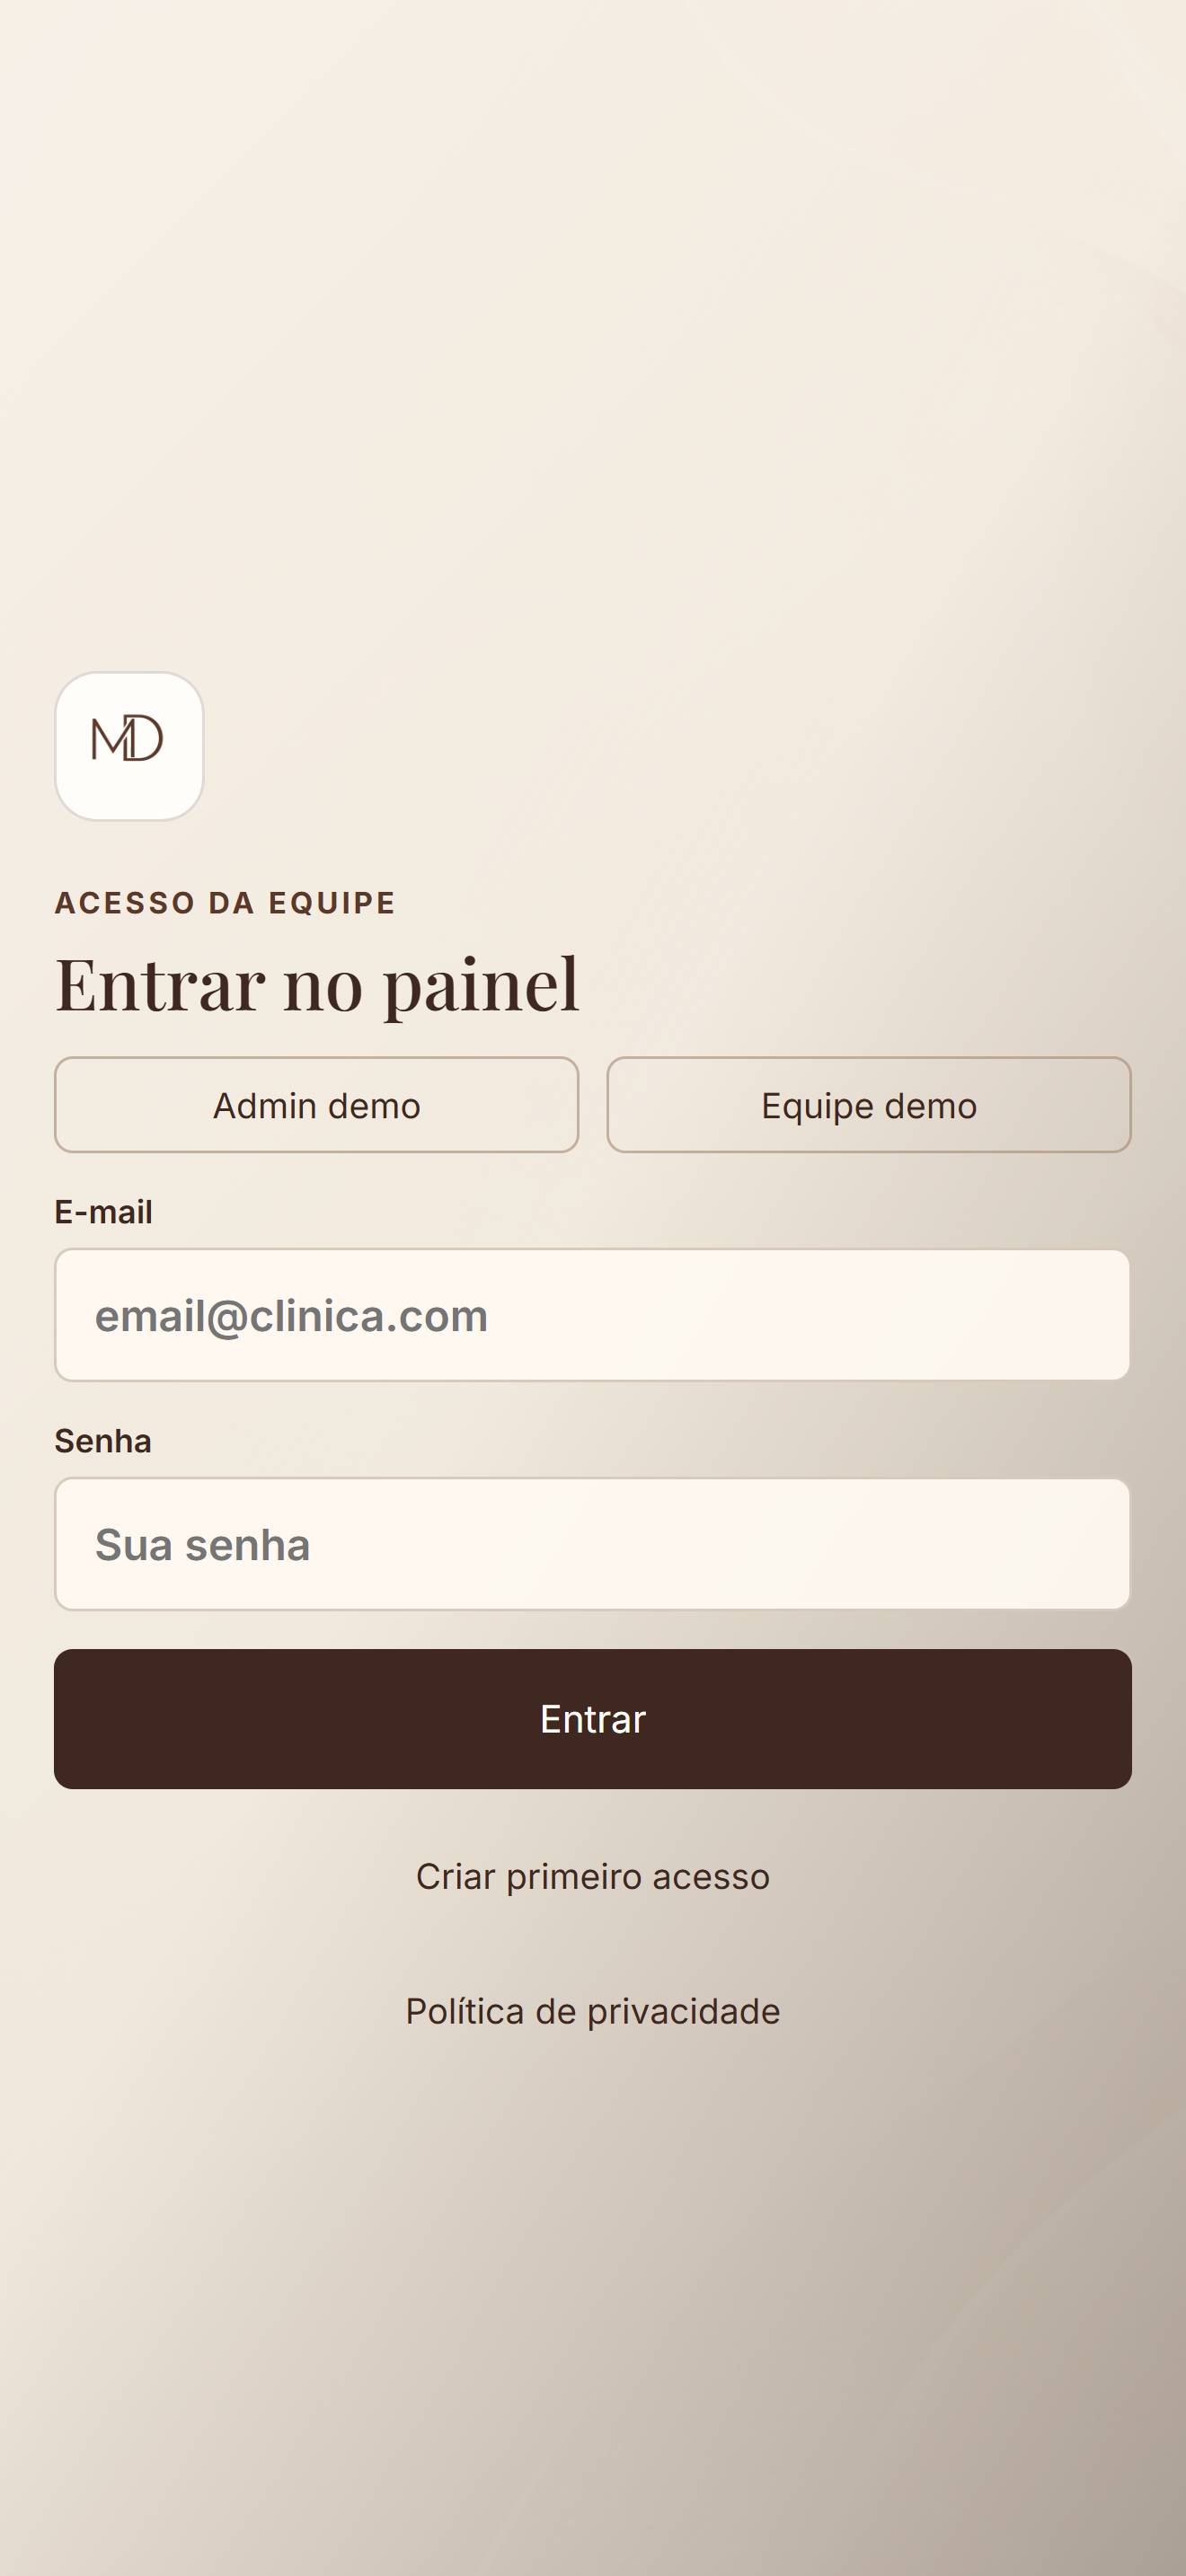 MD
ACESSO DA EQUIPE
Entrar no painel
Admin demo
Equipe demo
E-mail
email@clinica.com
Senha
Sua senha
Entrar
Criar primeiro acesso
Política de privacidade